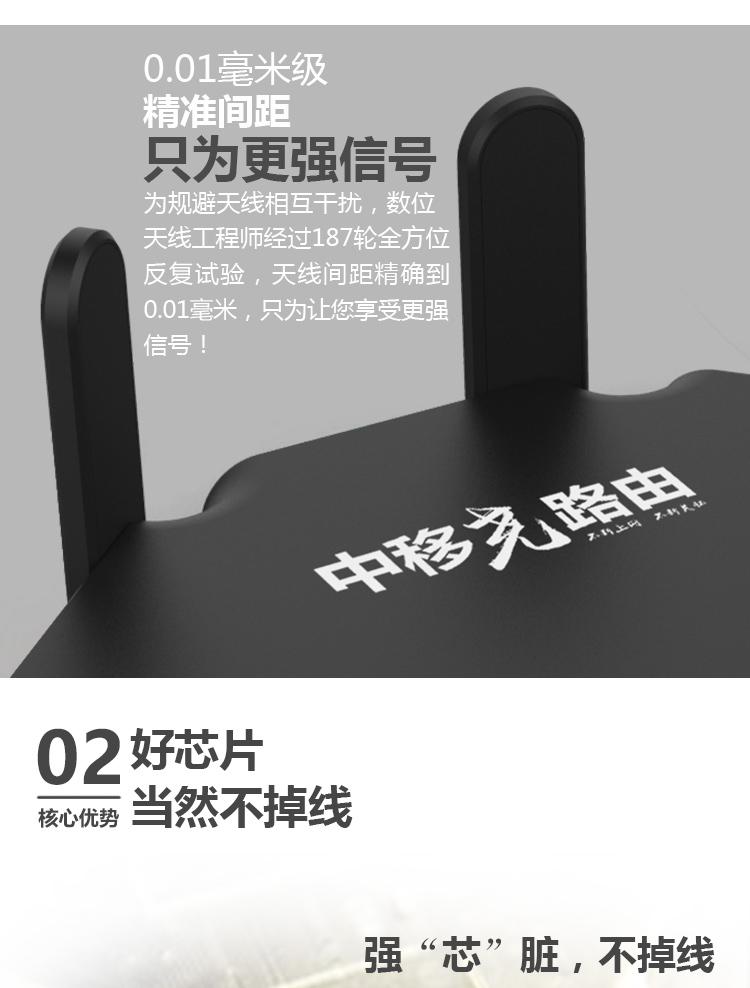 0.01毫米级
精准间距
只为更强信号
为规避天线相互干扰，数位
天线工程师经过187轮全方位
反复试验，天线间距精确到
0.01毫米，只为让您享受更强
信号！
中移亮路由
02
核心优势
好芯片
当然不掉线
强“芯”脏，不掉线